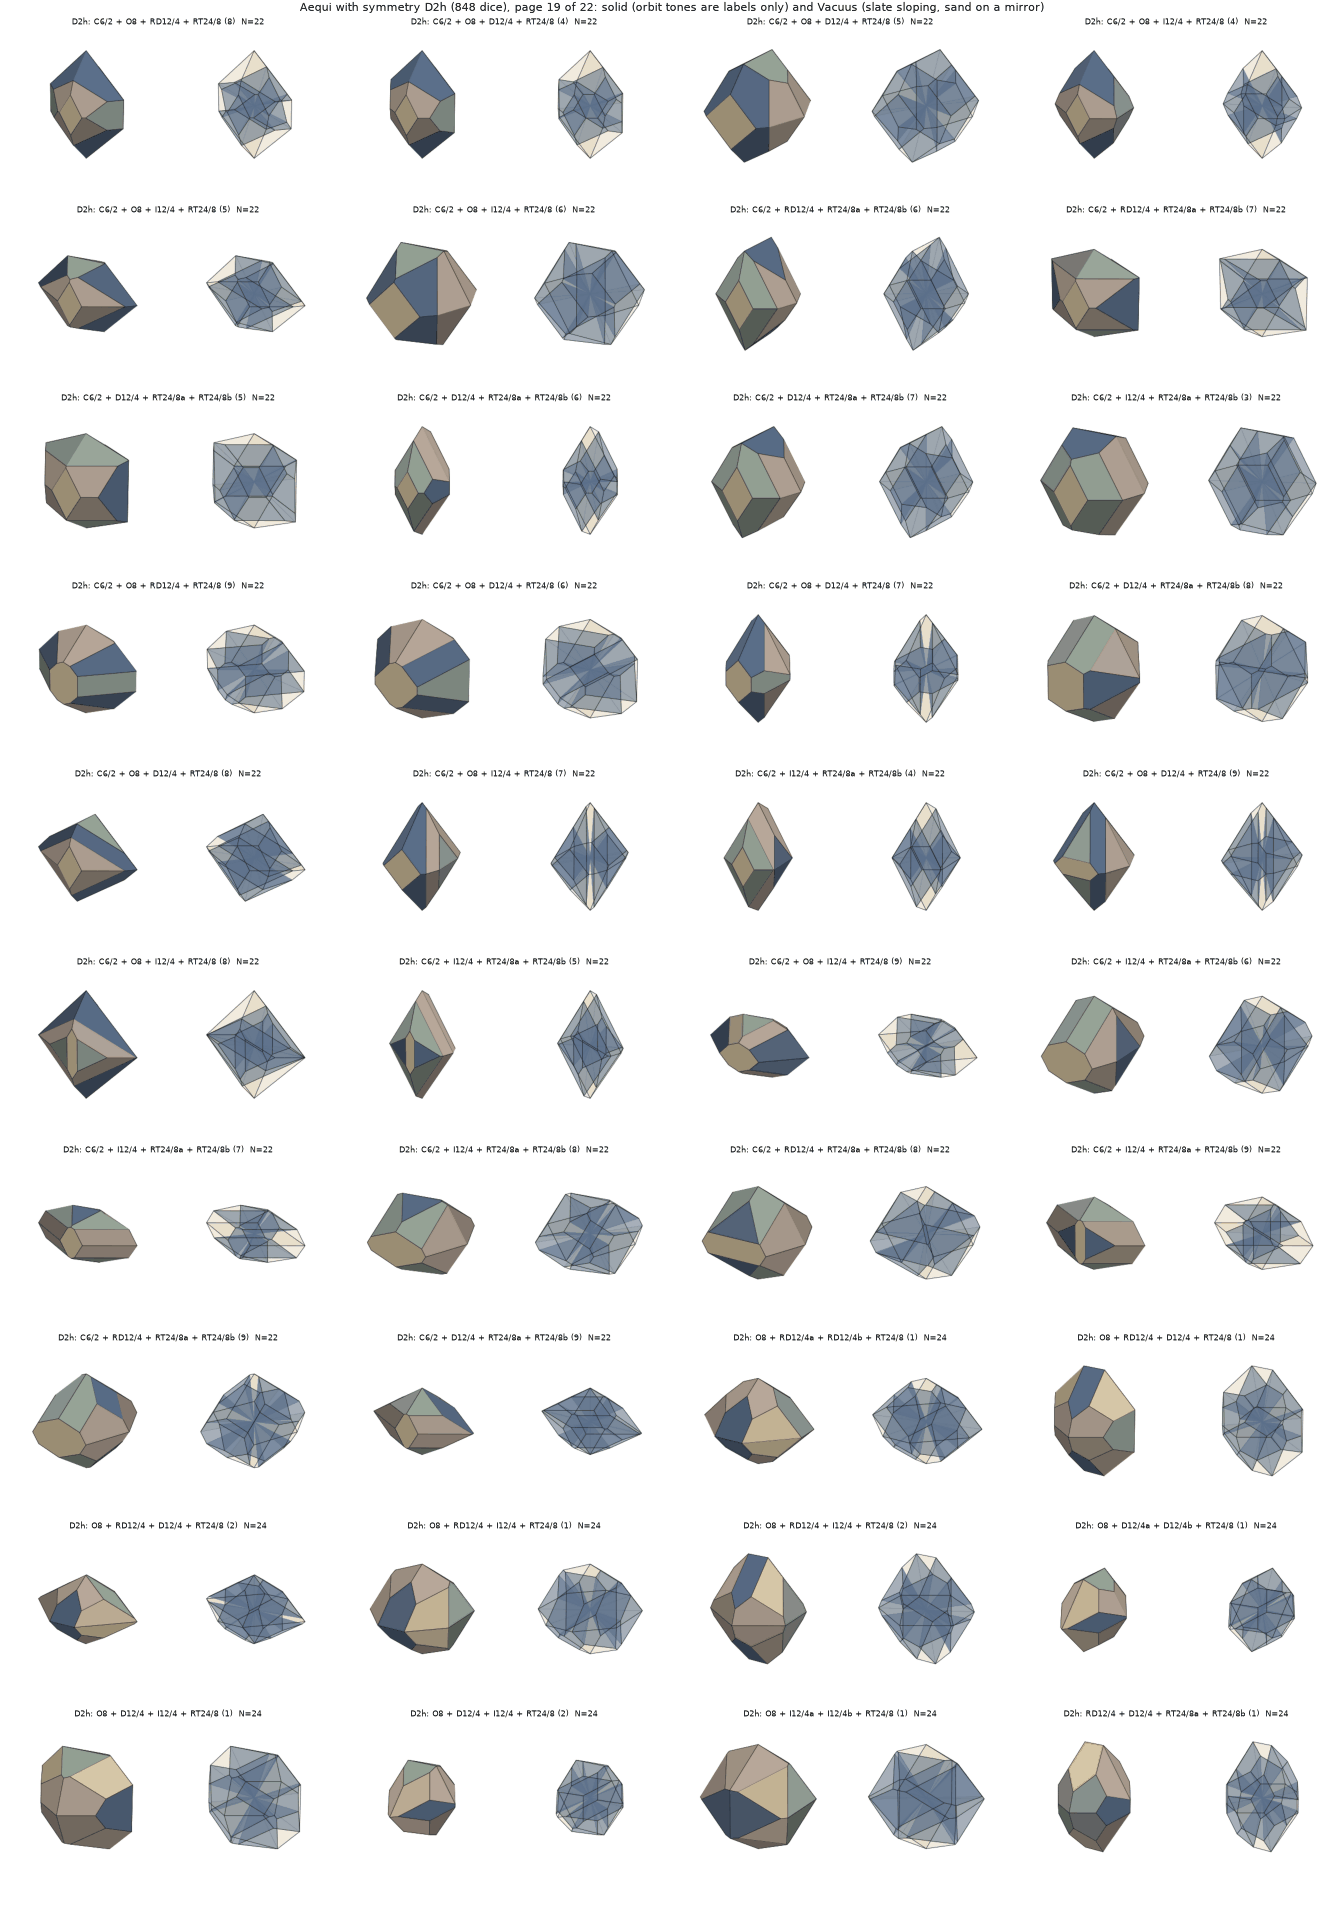 Aequi with symmetry D2h (848 dice), page 19 of 22: solid (orbit tones are labels only) and Vacuus (slate sloping, sand on a mirror)
D2h: C6/2 + O8 + RD12/4 + RT24/8 (8)  N=22
D2h: C6/2 + O8 + D12/4 + RT24/8 (4)  N=22
D2h: C6/2 + O8 + D12/4 + RT24/8 (5)  N=22
D2h: C6/2 + O8 + I12/4 + RT24/8 (4)  N=22
D2h: C6/2 + O8 + I12/4 + RT24/8 (5)  N=22
D2h: C6/2 + O8 + I12/4 + RT24/8 (6)  N=22
D2h: C6/2 + RD12/4 + RT24/8a + RT24/8b (6)  N=22
D2h: C6/2 + RD12/4 + RT24/8a + RT24/8b (7)  N=22
D2h: C6/2 + D12/4 + RT24/8a + RT24/8b (5)  N=22
D2h: C6/2 + D12/4 + RT24/8a + RT24/8b (6)  N=22
D2h: C6/2 + D12/4 + RT24/8a + RT24/8b (7)  N=22
D2h: C6/2 + I12/4 + RT24/8a + RT24/8b (3)  N=22
D2h: C6/2 + O8 + RD12/4 + RT24/8 (9)  N=22
D2h: C6/2 + O8 + D12/4 + RT24/8 (6)  N=22
D2h: C6/2 + O8 + D12/4 + RT24/8 (7)  N=22
D2h: C6/2 + D12/4 + RT24/8a + RT24/8b (8)  N=22
D2h: C6/2 + O8 + D12/4 + RT24/8 (8)  N=22
D2h: C6/2 + O8 + I12/4 + RT24/8 (7)  N=22
D2h: C6/2 + I12/4 + RT24/8a + RT24/8b (4)  N=22
D2h: C6/2 + O8 + D12/4 + RT24/8 (9)  N=22
D2h: C6/2 + O8 + I12/4 + RT24/8 (8)  N=22
D2h: C6/2 + I12/4 + RT24/8a + RT24/8b (5)  N=22
D2h: C6/2 + O8 + I12/4 + RT24/8 (9)  N=22
D2h: C6/2 + I12/4 + RT24/8a + RT24/8b (6)  N=22
D2h: C6/2 + I12/4 + RT24/8a + RT24/8b (7)  N=22
D2h: C6/2 + I12/4 + RT24/8a + RT24/8b (8)  N=22
D2h: C6/2 + RD12/4 + RT24/8a + RT24/8b (8)  N=22
D2h: C6/2 + I12/4 + RT24/8a + RT24/8b (9)  N=22
D2h: C6/2 + RD12/4 + RT24/8a + RT24/8b (9)  N=22
D2h: C6/2 + D12/4 + RT24/8a + RT24/8b (9)  N=22
D2h: O8 + RD12/4a + RD12/4b + RT24/8 (1)  N=24
D2h: O8 + RD12/4 + D12/4 + RT24/8 (1)  N=24
D2h: O8 + RD12/4 + D12/4 + RT24/8 (2)  N=24
D2h: O8 + RD12/4 + I12/4 + RT24/8 (1)  N=24
D2h: O8 + RD12/4 + I12/4 + RT24/8 (2)  N=24
D2h: O8 + D12/4a + D12/4b + RT24/8 (1)  N=24
D2h: O8 + D12/4 + I12/4 + RT24/8 (1)  N=24
D2h: O8 + D12/4 + I12/4 + RT24/8 (2)  N=24
D2h: O8 + I12/4a + I12/4b + RT24/8 (1)  N=24
D2h: RD12/4 + D12/4 + RT24/8a + RT24/8b (1)  N=24